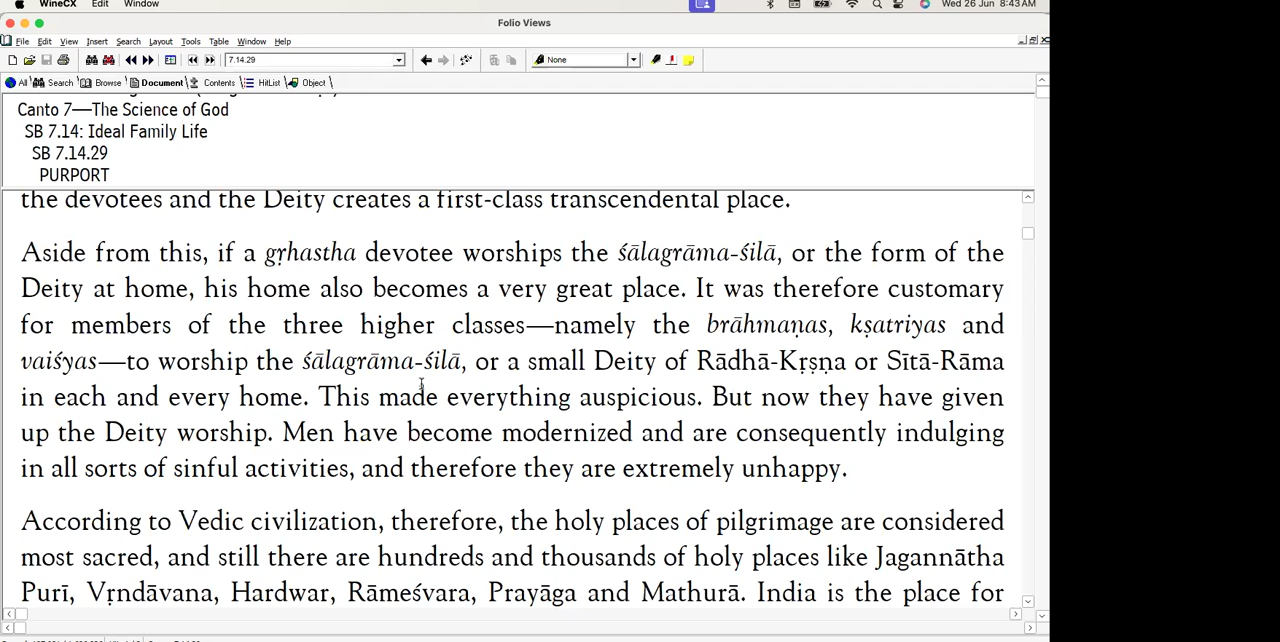 WineCX Edit Window Wed 26 Jun 8:43 AM
Folio Views
File Edit View Insert Search Layout Tools Table Window Help
7.14.29 None
All Search Browse Document Contents HitList Object
Canto 7—The Science of God
SB 7.14: Ideal Family Life
SB 7.14.29
PURPORT
the devotees and the Deity creates a first-class transcendental place.
Aside from this, if a gṛhastha devotee worships the śālagrāma-śilā, or the form of the
Deity at home, his home also becomes a very great place. It was therefore customary
for members of the three higher classes—namely the brāhmaṇas, kṣatriyas and
vaiśyas—to worship the śālagrāma-śilā, or a small Deity of Rādhā-Kṛṣṇa or Sītā-Rāma
in each and every home. This made everything auspicious. But now they have given
up the Deity worship. Men have become modernized and are consequently indulging
in all sorts of sinful activities, and therefore they are extremely unhappy.
According to Vedic civilization, therefore, the holy places of pilgrimage are considered
most sacred, and still there are hundreds and thousands of holy places like Jagannātha
Purī, Vṛndāvana, Hardwar, Rāmeśvara, Prayāga and Mathurā. India is the place for